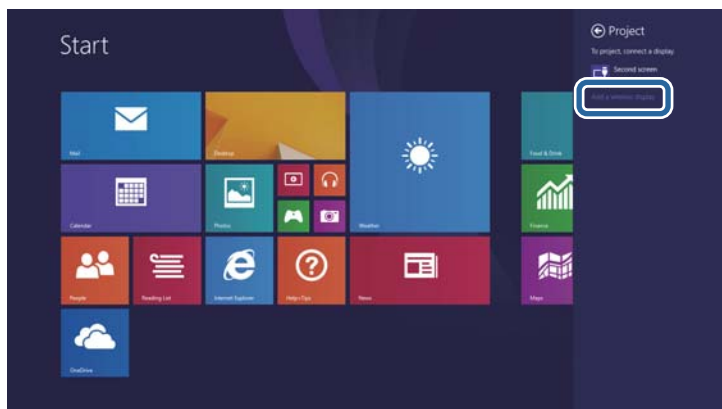 Start
Project
To project, connect a display.
Second screen
Add a wireless display
Mail
Desktop
Food & Drink
Calendar
Photos
Weather
Finance
People
Reading List
Internet Explorer
Help+Tips
News
Maps
OneDrive